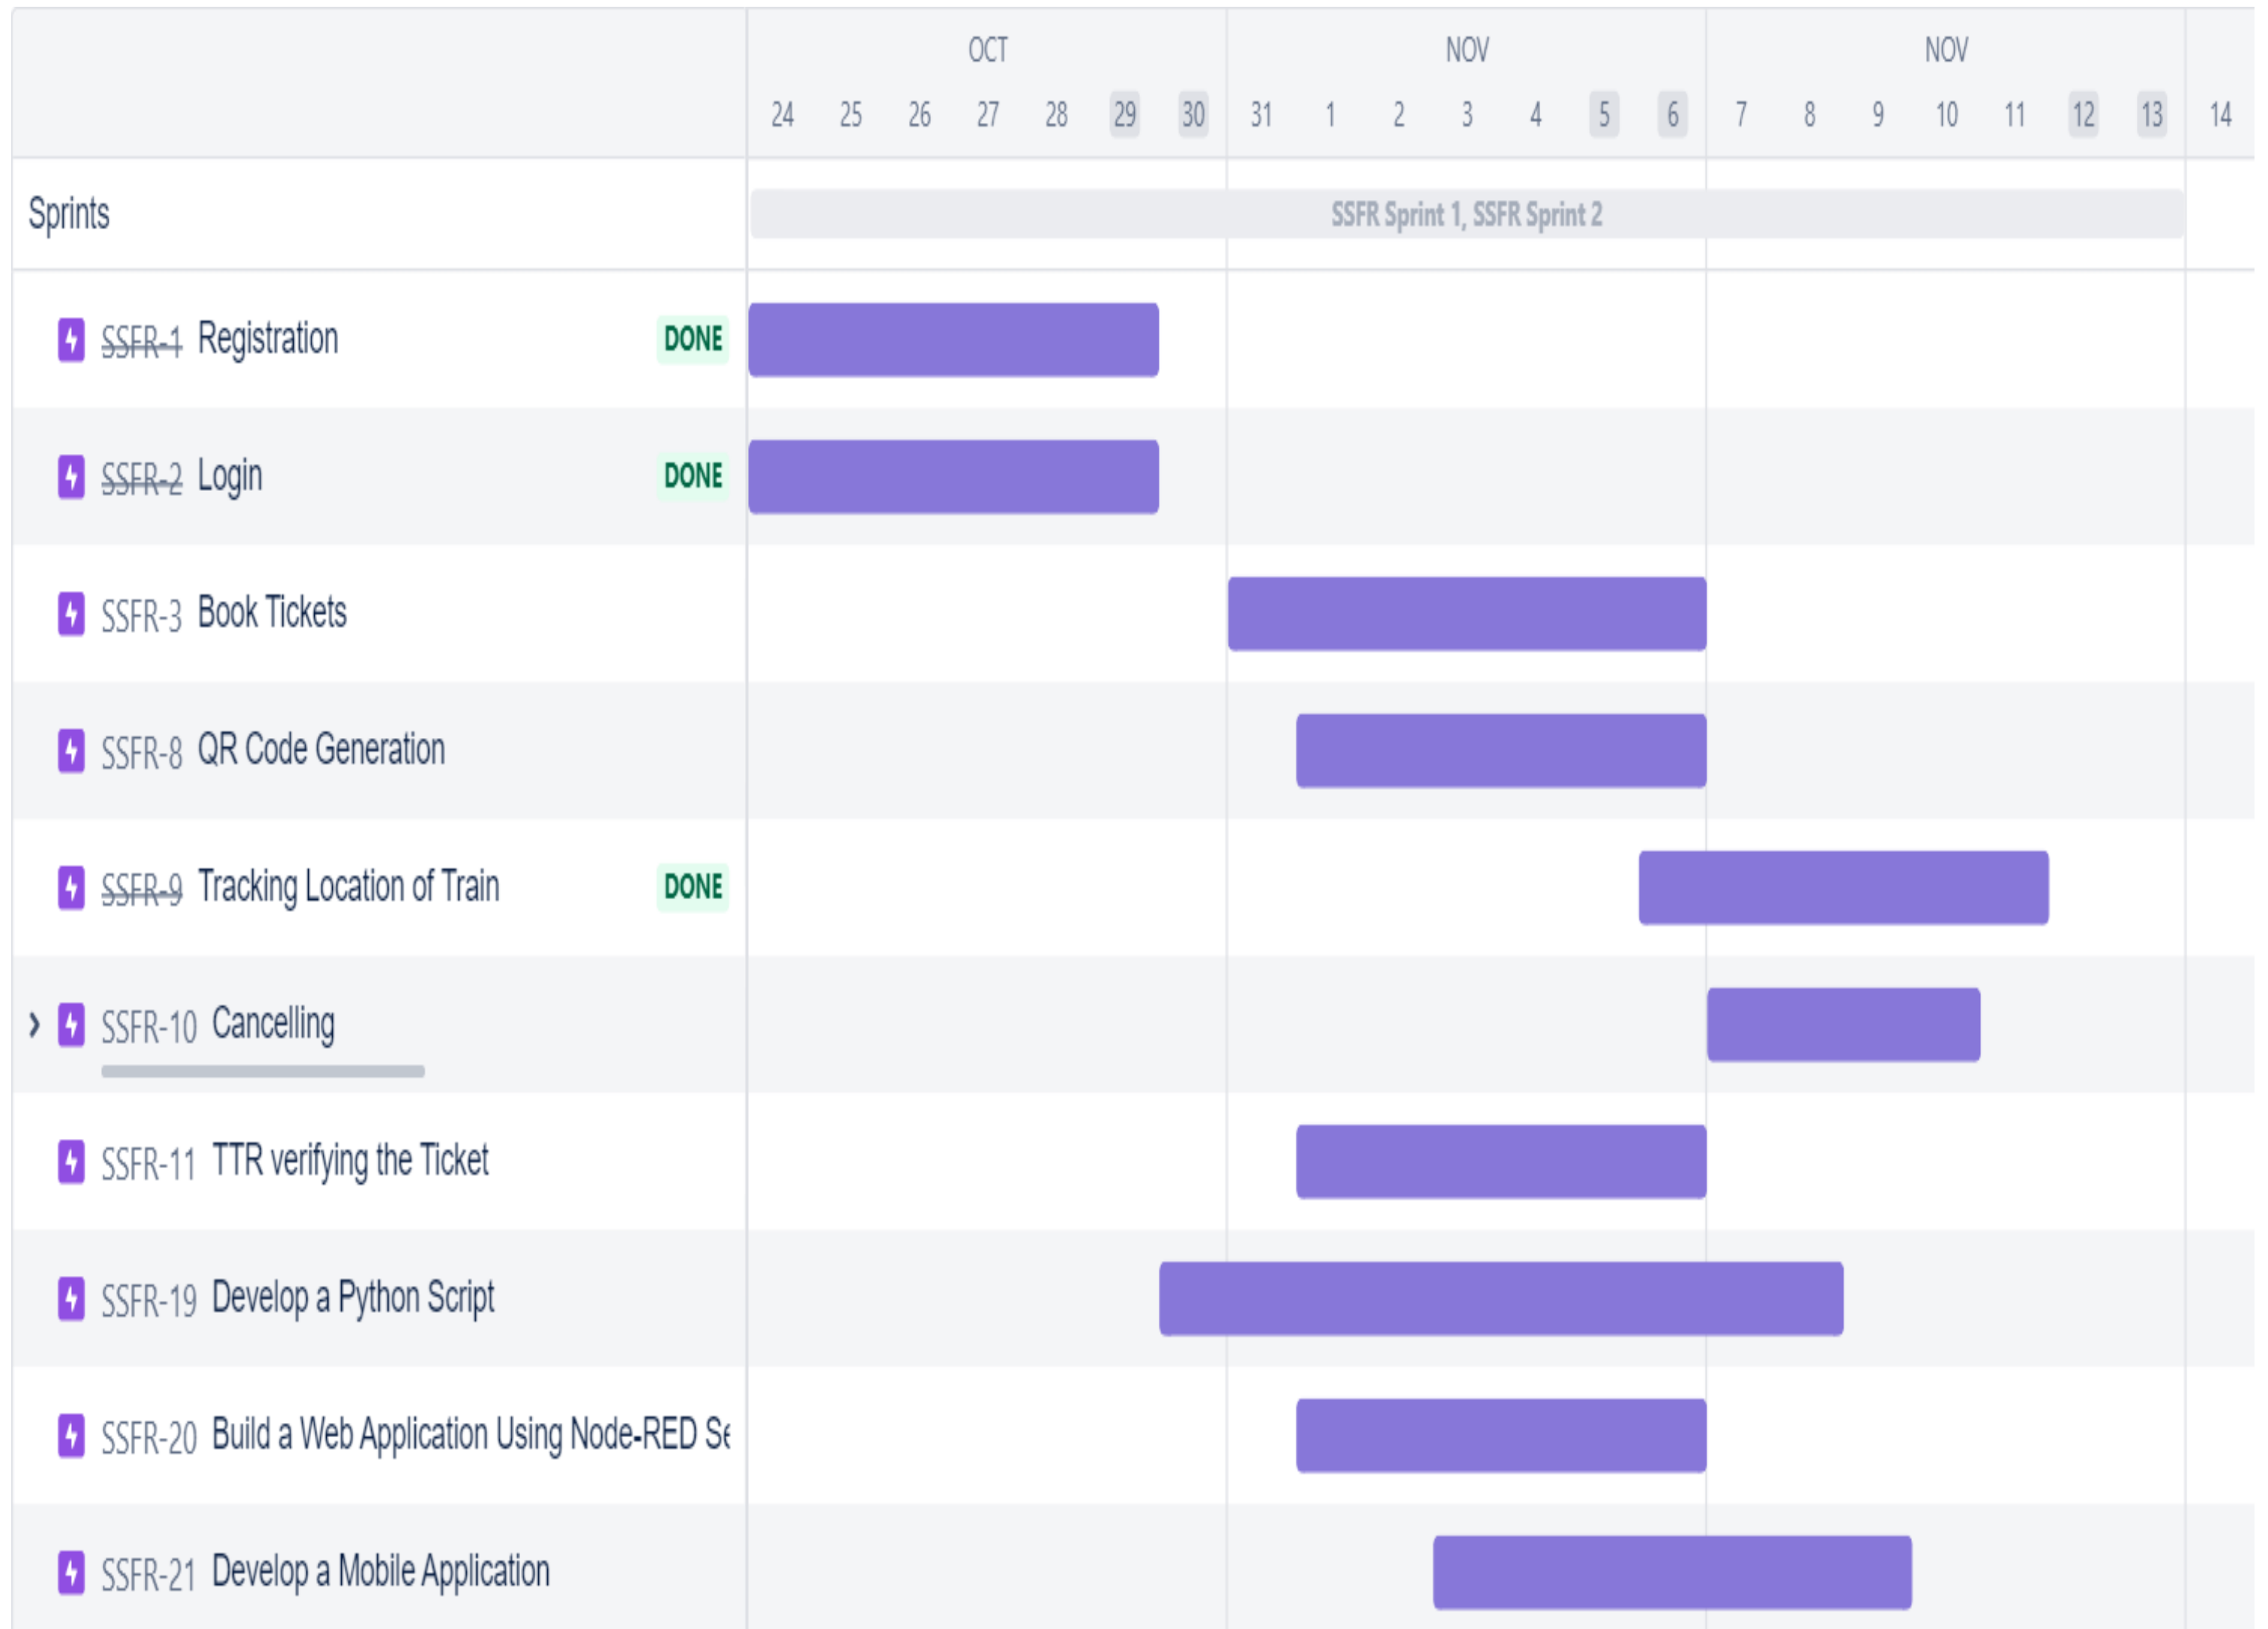 OCT NOV NOV
24 25 26 27 28 29 30 31 1 2 3 4 5 6 7 8 9 10 11 12 13 14
Sprints SSFR Sprint 1, SSFR Sprint 2
SSFR-1 Registration DONE
SSFR-2 Login DONE
SSFR-3 Book Tickets
SSFR-8 QR Code Generation
SSFR-9 Tracking Location of Train DONE
SSFR-10 Cancelling
SSFR-11 TTR verifying the Ticket
SSFR-19 Develop a Python Script
SSFR-20 Build a Web Application Using Node-RED Se
SSFR-21 Develop a Mobile Application